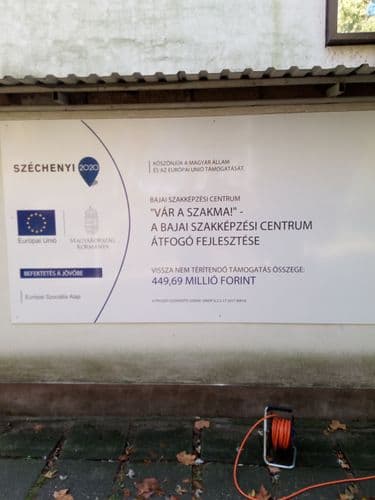 SZÉCHENYI 2020
KÖSZÖNJÜK A MAGYAR ÁLLAM
ÉS AZ EURÓPAI UNIÓ TÁMOGATÁSÁT.
BAJAI SZAKKÉPZÉSI CENTRUM
"VÁR A SZAKMA!" -
A BAJAI SZAKKÉPZÉSI CENTRUM
ÁTFOGÓ FEJLESZTÉSE
Európai Unió
MAGYARORSZÁG
KORMÁNYA
VISSZA NEM TÉRÍTENDŐ TÁMOGATÁS ÖSSZEGE:
449,69 MILLIÓ FORINT
BEFEKTETÉS A JÖVŐBE
Európai Szociális Alap